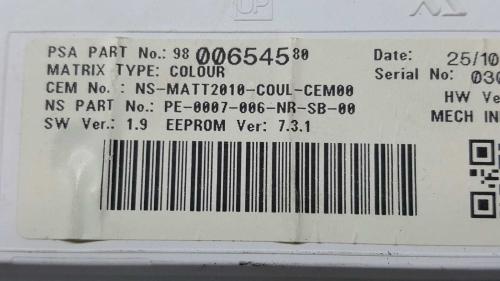 UP
PSA PART No.: 98 006545 80
MATRIX TYPE: COLOUR
CEM No.: NS-MATT2010-COUL-CEM00
NS PART No.: PE-0007-006-NR-SB-00
SW Ver.: 1.9 EEPROM Ver: 7.3.1
Date: 25/10
Serial No: 030
HW Ve
MECH IN